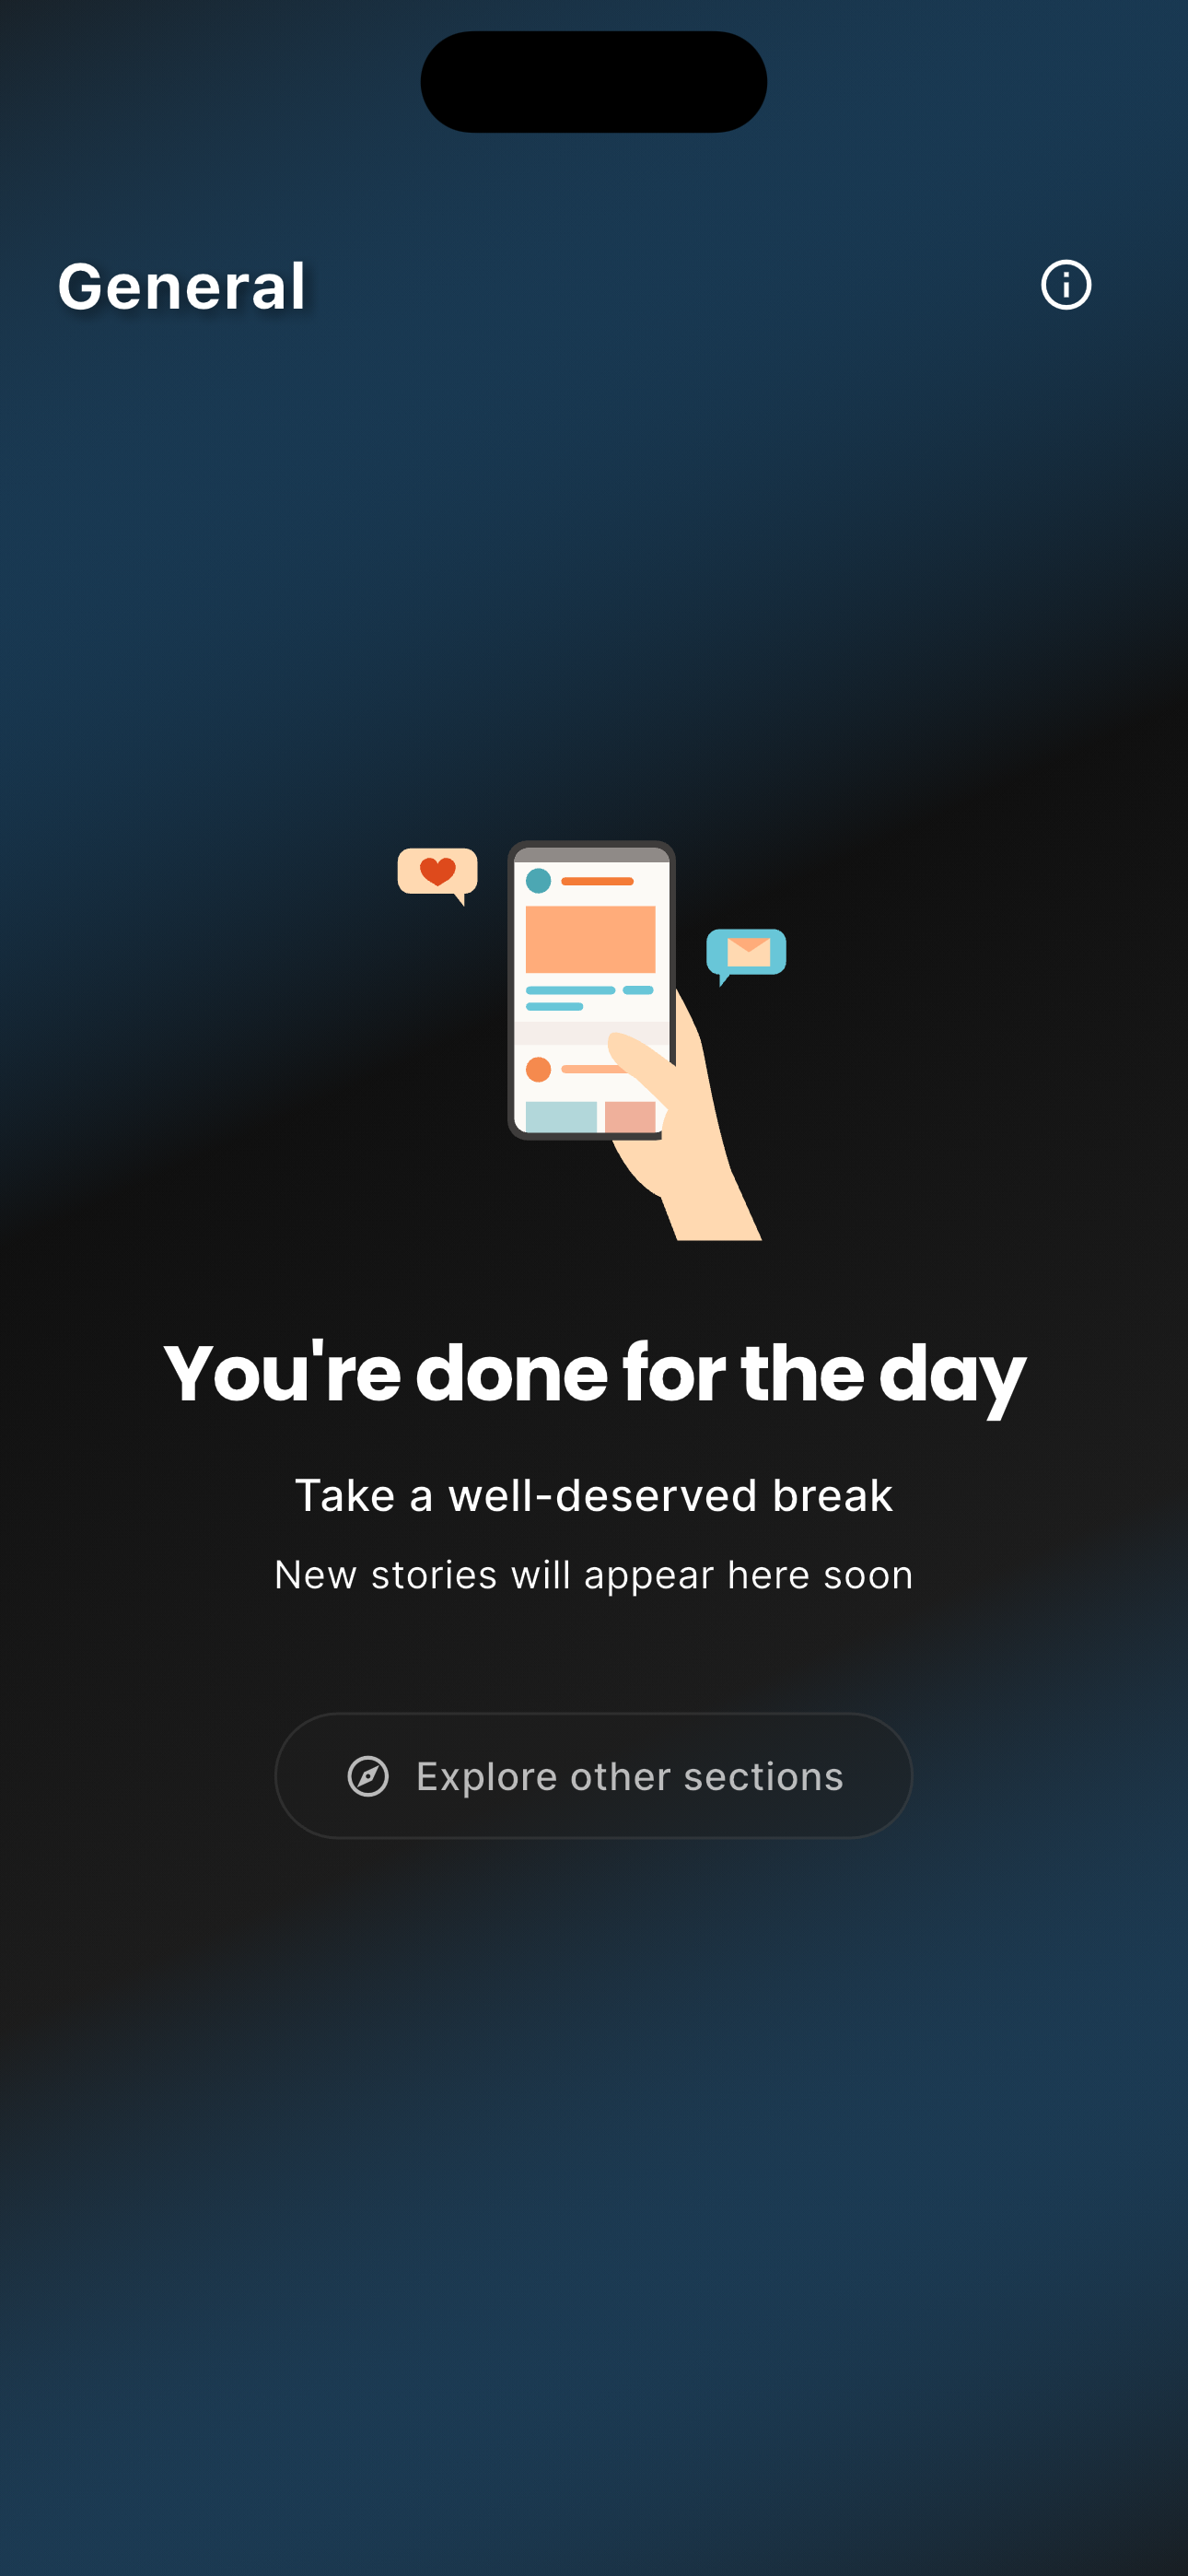 General
You're done for the day
Take a well-deserved break
New stories will appear here soon
Explore other sections